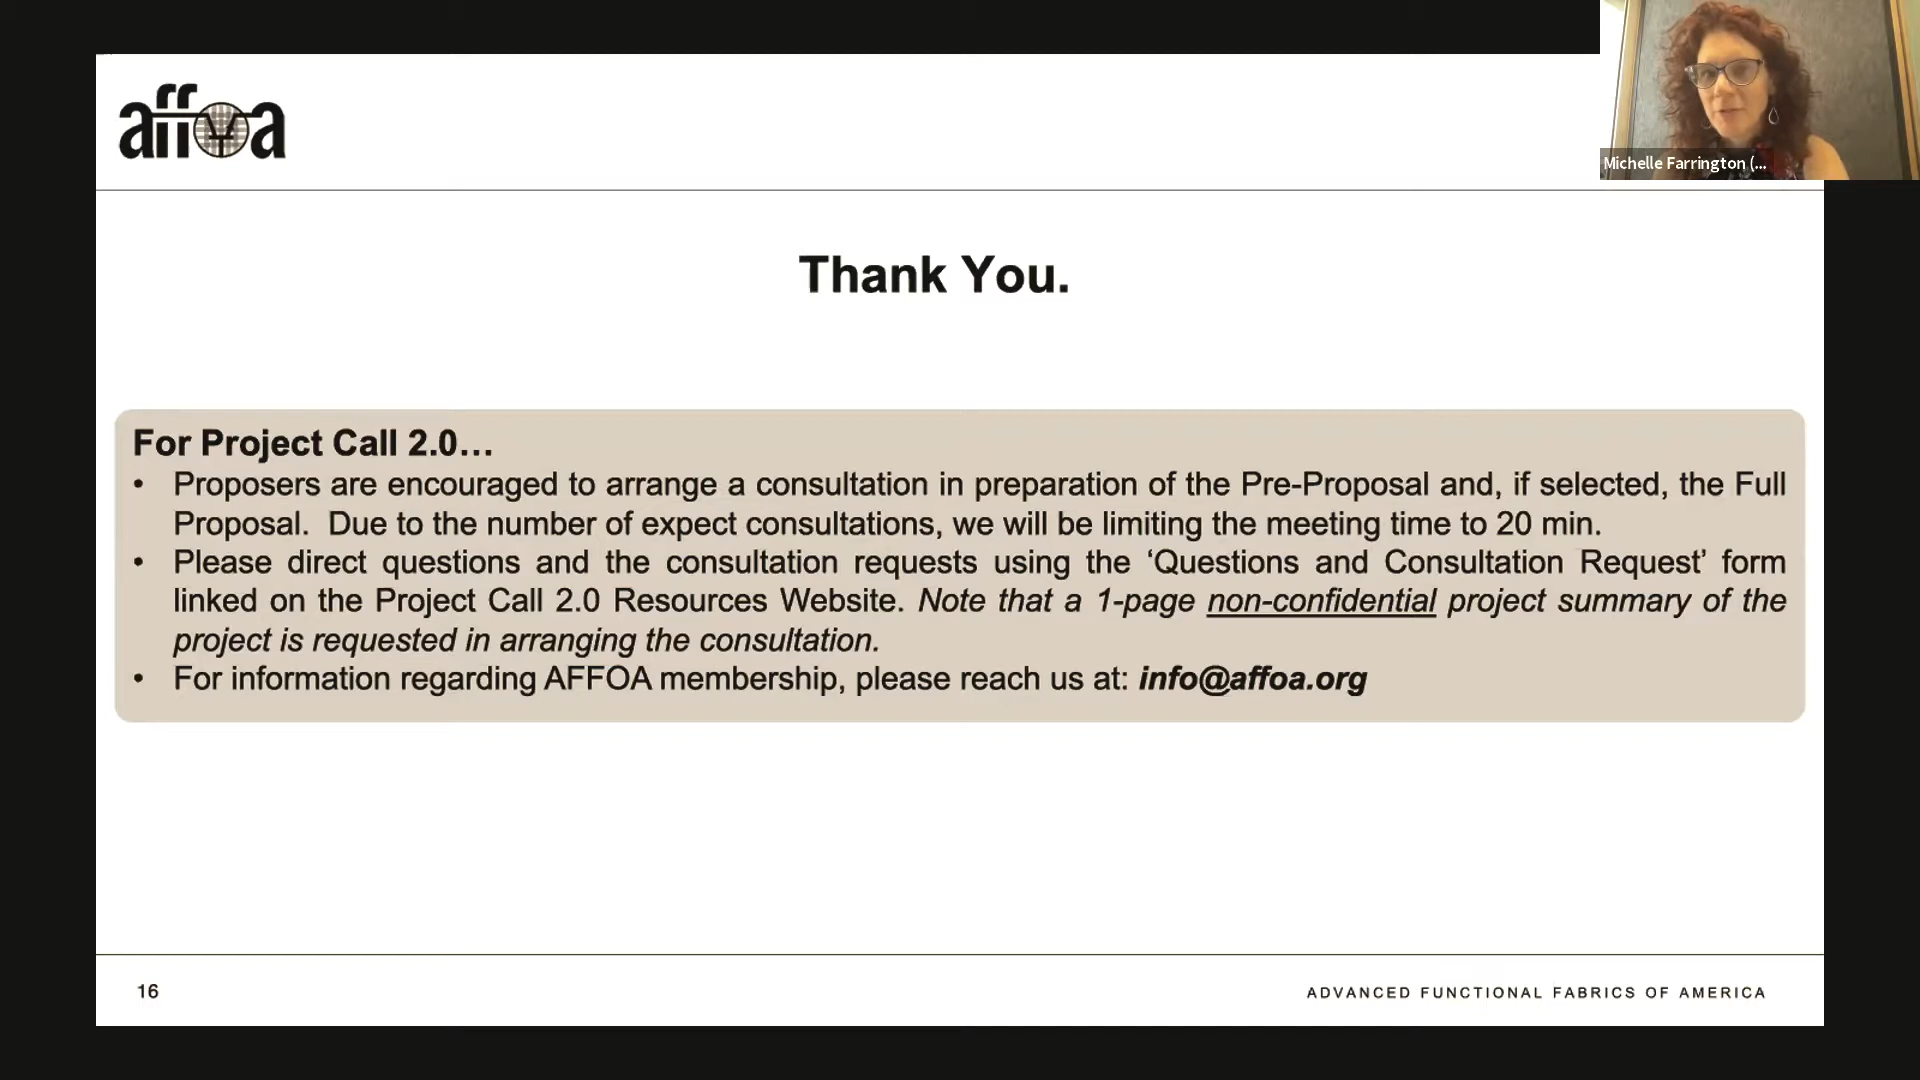 affoa
Michelle Farrington (...
Thank You.
For Project Call 2.0…
• Proposers are encouraged to arrange a consultation in preparation of the Pre-Proposal and, if selected, the Full
Proposal.  Due to the number of expect consultations, we will be limiting the meeting time to 20 min.
• Please direct questions and the consultation requests using the ‘Questions and Consultation Request’ form
linked on the Project Call 2.0 Resources Website. Note that a 1-page non-confidential project summary of the
project is requested in arranging the consultation.
• For information regarding AFFOA membership, please reach us at: info@affoa.org
16
ADVANCED FUNCTIONAL FABRICS OF AMERICA